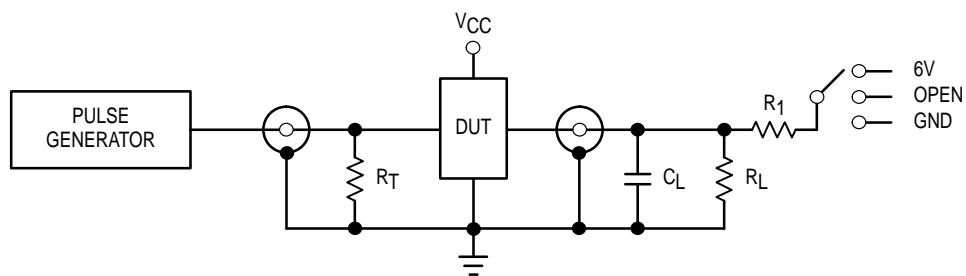 VCC
PULSE
GENERATOR
DUT
RT
CL
RL
R1
6V
OPEN
GND